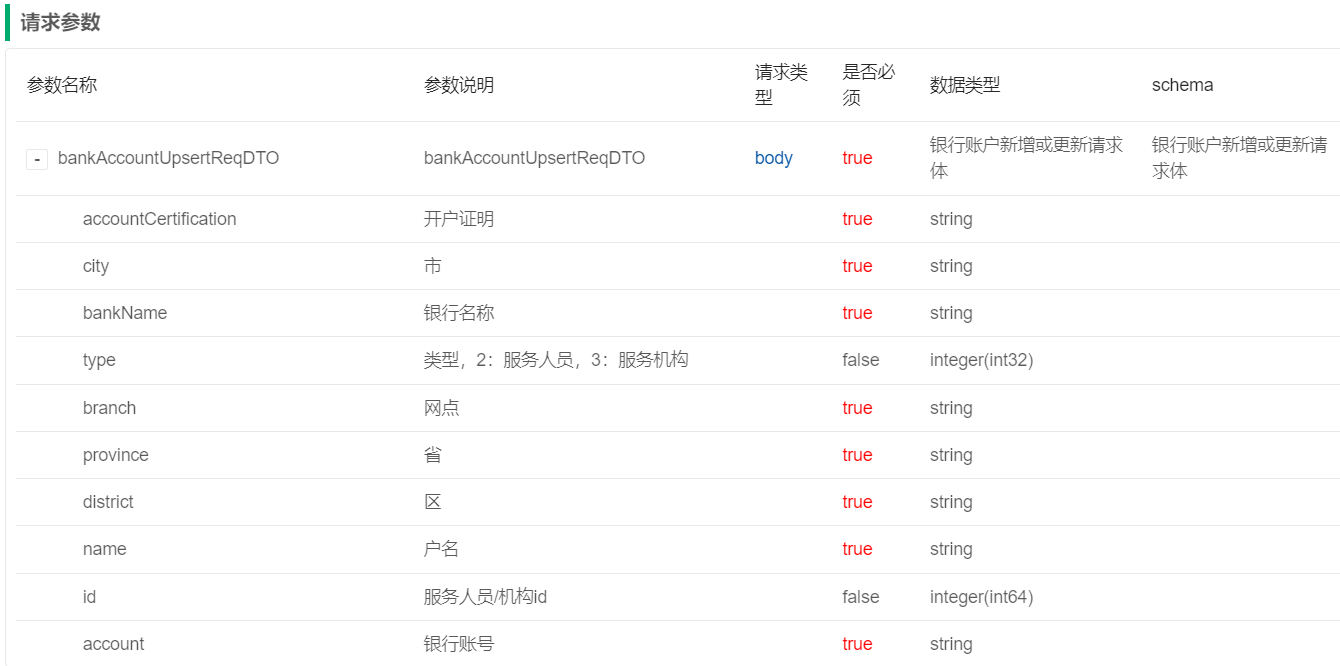 请求参数
参数名称 参数说明 请求类型 是否必须 数据类型 schema
- bankAccountUpsertReqDTO bankAccountUpsertReqDTO body true 银行账户新增或更新请求体 银行账户新增或更新请求体
accountCertification 开户证明 true string
city 市 true string
bankName 银行名称 true string
type 类型，2：服务人员，3：服务机构 false integer(int32)
branch 网点 true string
province 省 true string
district 区 true string
name 户名 true string
id 服务人员/机构id false integer(int64)
account 银行账号 true string